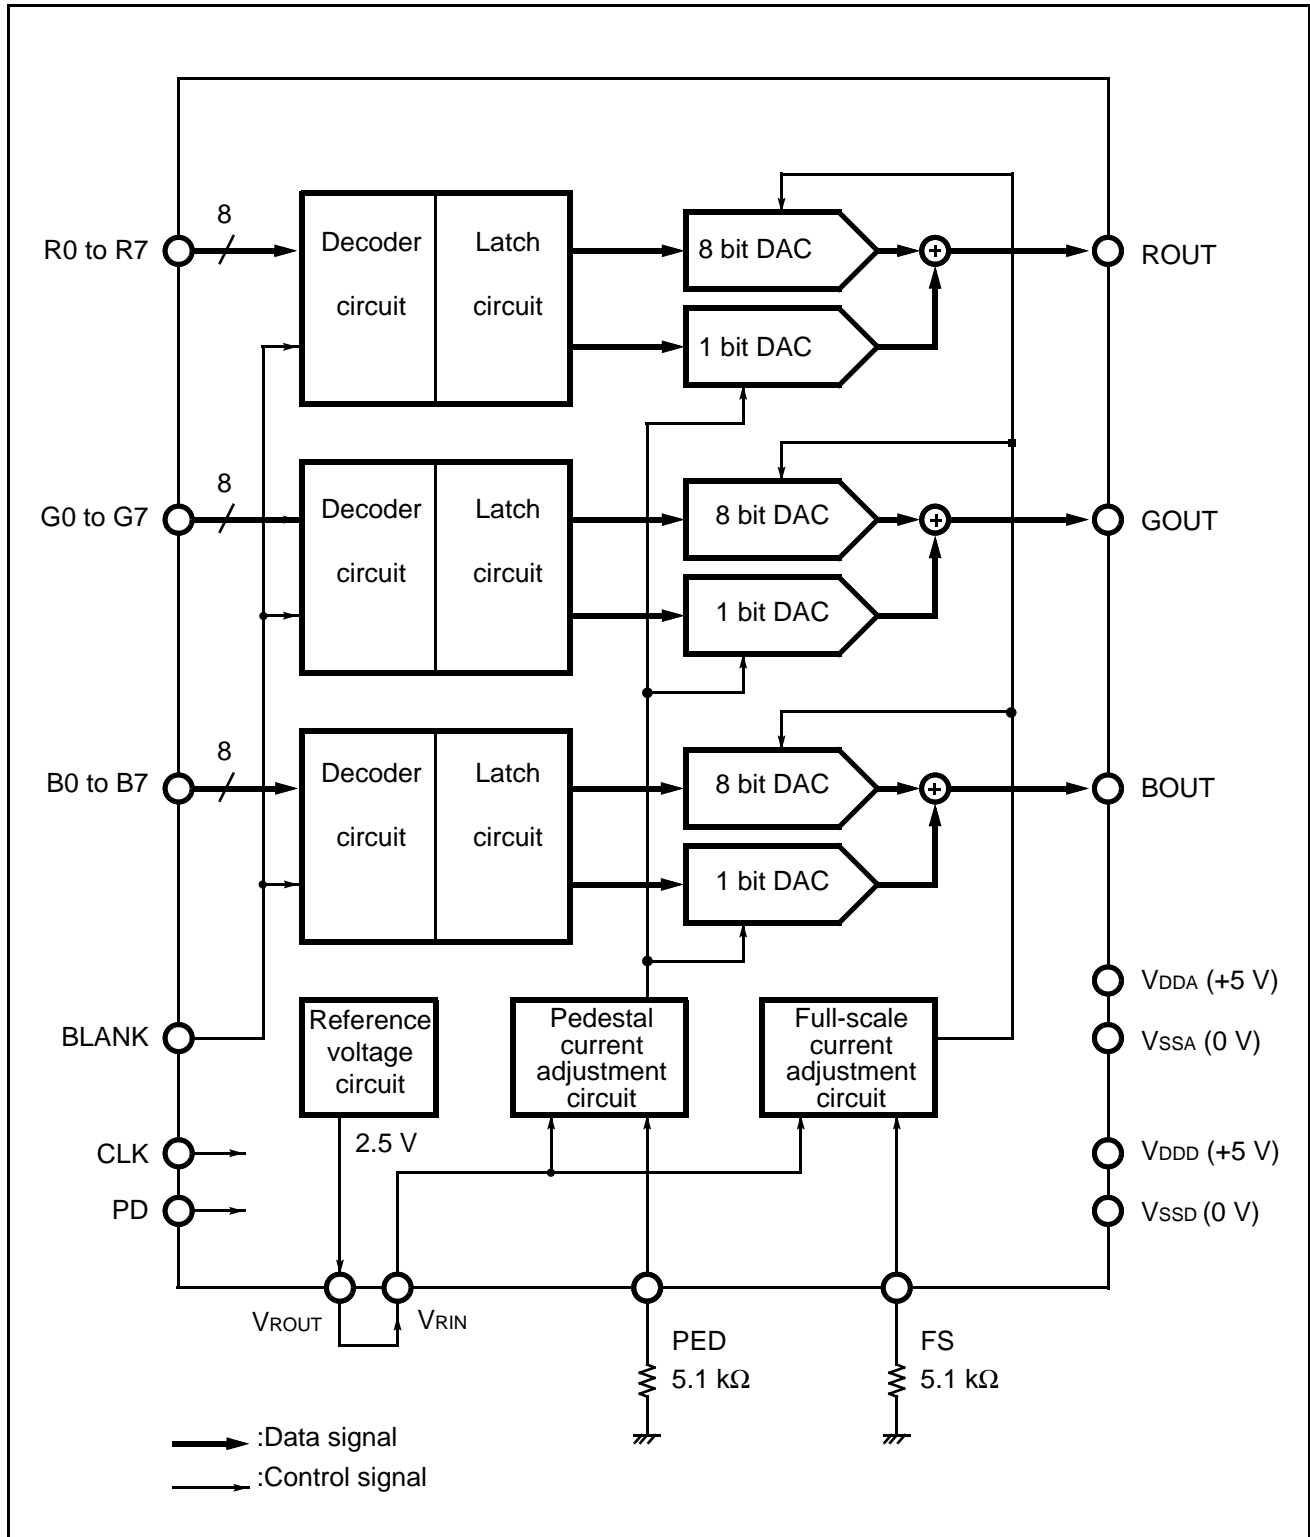 8
R0 to R7
Decoder
circuit
Latch
circuit
8 bit DAC
+
ROUT
1 bit DAC
8
G0 to G7
Decoder
circuit
Latch
circuit
8 bit DAC
+
GOUT
1 bit DAC
8
B0 to B7
Decoder
circuit
Latch
circuit
8 bit DAC
+
BOUT
1 bit DAC
VDDA (+5 V)
BLANK
Reference
voltage
circuit
Pedestal
current
adjustment
circuit
Full-scale
current
adjustment
circuit
VSSA (0 V)
2.5 V
CLK
VDDD (+5 V)
PD
VSSD (0 V)
VROUT
VRIN
PED
5.1 kΩ
FS
5.1 kΩ
:Data signal
:Control signal